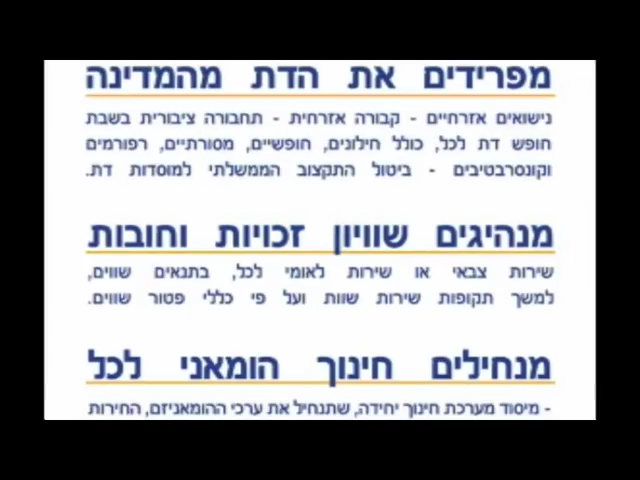 מפרידים את הדת מהמדינה
נישואים אזרחיים - קבורה אזרחית - תחבורה ציבורית בשבת
חופש דת לכל, כולל חילונים, חופשיים, מסורתיים, רפורמים
וקונסרבטיבים - ביטול התקצוב הממשלתי למוסדות דת.
מנהיגים שוויון זכויות וחובות
שירות צבאי או שירות לאומי לכל, בתנאים שווים,
למשך תקופות שירות שוות ועל פי כללי פטור שווים.
מנחילים חינוך הומאני לכל
- מיסוד מערכת חינוך יחידה, שתנחיל את ערכי ההומאניזם, החירות